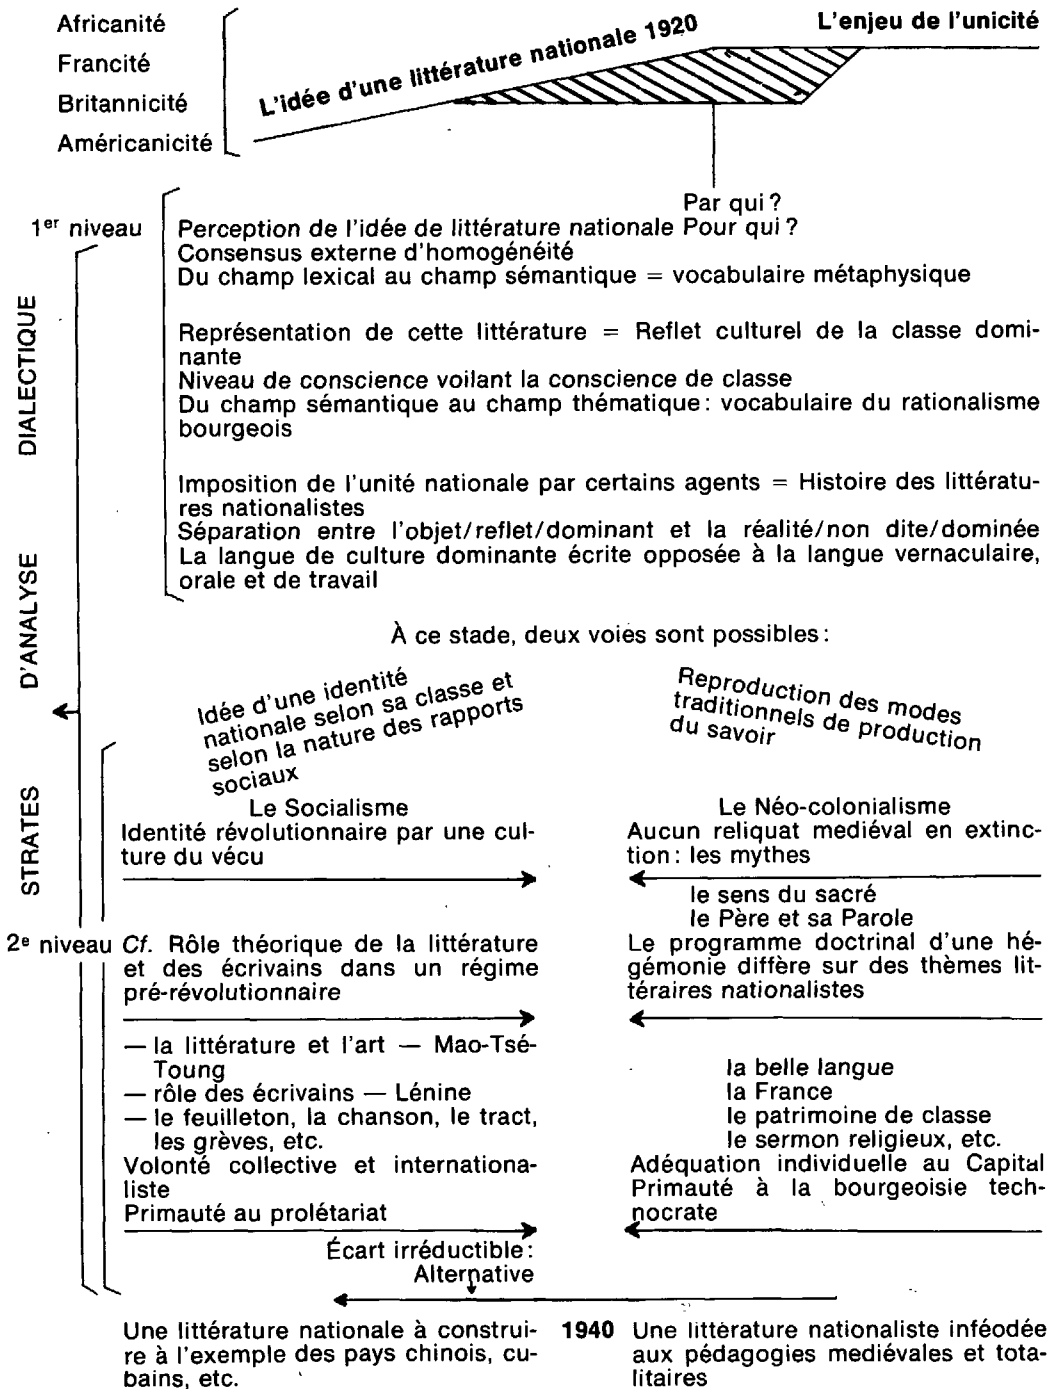 Africanité
Francité
Britannicité
Américanicité
L'idée d'une littérature nationale 1920
L'enjeu de l'unicité
Par qui ?
1er niveau
Perception de l'idée de littérature nationale Pour qui ?
Consensus externe d'homogénéité
Du champ lexical au champ sémantique = vocabulaire métaphysique
Représentation de cette littérature = Reflet culturel de la classe domi-
nante
Niveau de conscience voilant la conscience de classe
Du champ sémantique au champ thématique : vocabulaire du rationalisme
bourgeois
Imposition de l'unité nationale par certains agents = Histoire des littératu-
res nationalistes
Séparation entre l'objet/reflet/dominant et la réalité/non dite/dominée
La langue de culture dominante écrite opposée à la langue vernaculaire,
orale et de travail
STRATES D'ANALYSE DIALECTIQUE
À ce stade, deux voies sont possibles :
Idée d'une identité
nationale selon sa classe et
selon la nature des rapports
sociaux
Le Socialisme
Identité révolutionnaire par une cul-
ture du vécu
2e niveau
Cf. Rôle théorique de la littérature
et des écrivains dans un régime
pré-révolutionnaire
— la littérature et l'art — Mao-Tsé-
Toung
— rôle des écrivains — Lénine
— le feuilleton, la chanson, le tract,
les grèves, etc.
Volonté collective et internationa-
liste
Primauté au prolétariat
Reproduction des modes
traditionnels de production
du savoir
Le Néo-colonialisme
Aucun reliquat mediéval en extinc-
tion : les mythes
le sens du sacré
le Père et sa Parole
Le programme doctrinal d'une hé-
gémonie diffère sur des thèmes lit-
téraires nationalistes
la belle langue
la France
le patrimoine de classe
le sermon religieux, etc.
Adéquation individuelle au Capital
Primauté à la bourgeoisie tech-
nocrate
Écart irréductible :
Alternative
Une littérature nationale à construi-
re à l'exemple des pays chinois, cu-
bains, etc.
1940
Une littérature nationaliste inféodée
aux pédagogies mediévales et tota-
litaires